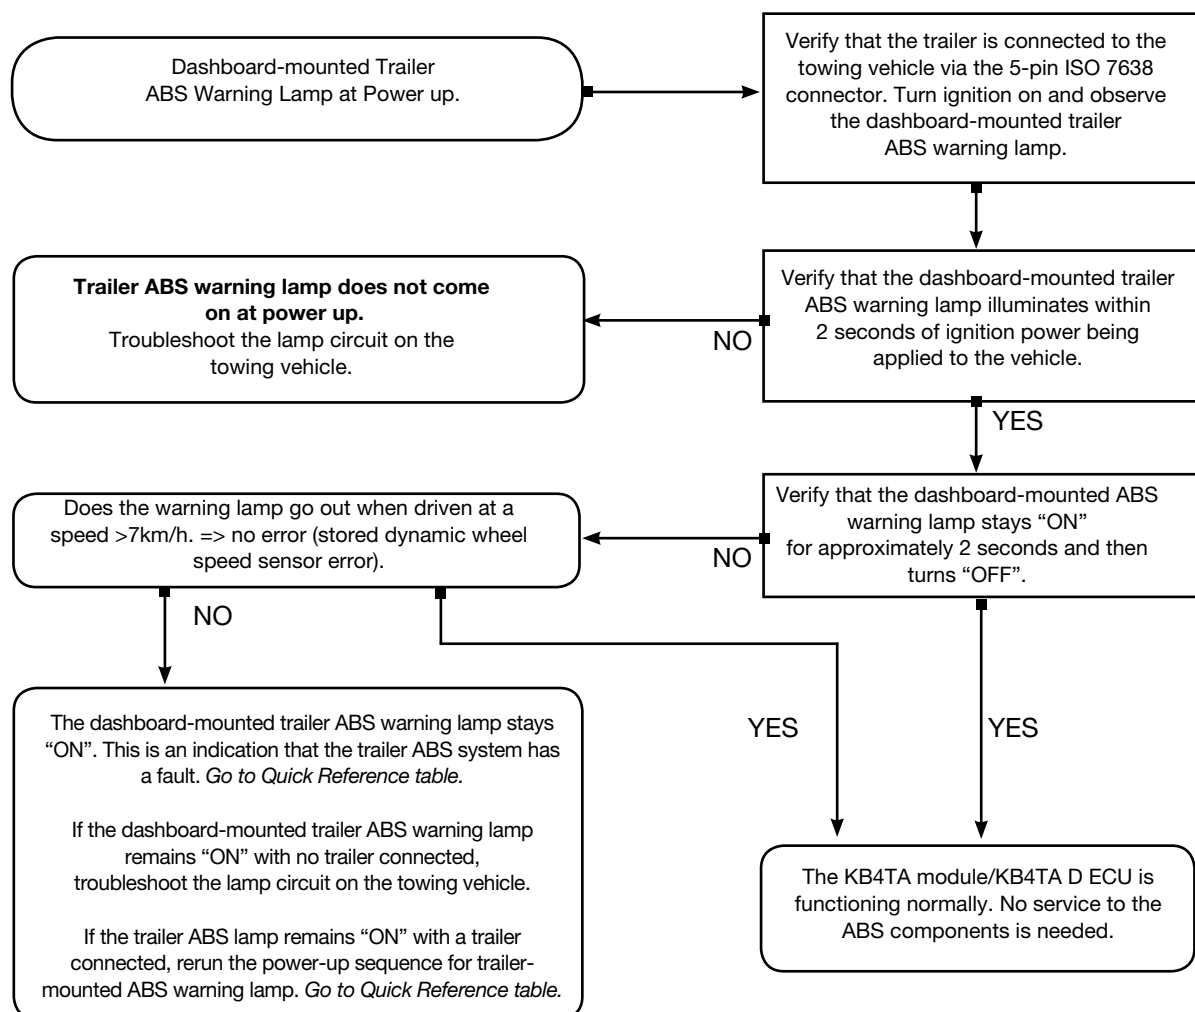 Dashboard-mounted Trailer
ABS Warning Lamp at Power up.
Verify that the trailer is connected to the
towing vehicle via the 5-pin ISO 7638
connector. Turn ignition on and observe
the dashboard-mounted trailer
ABS warning lamp.
Verify that the dashboard-mounted trailer
ABS warning lamp illuminates within
2 seconds of ignition power being
applied to the vehicle.
NO
Trailer ABS warning lamp does not come
on at power up.
Troubleshoot the lamp circuit on the
towing vehicle.
YES
Verify that the dashboard-mounted ABS
warning lamp stays “ON”
for approximately 2 seconds and then
turns “OFF”.
NO
Does the warning lamp go out when driven at a
speed >7km/h. => no error (stored dynamic wheel
speed sensor error).
NO
The dashboard-mounted trailer ABS warning lamp stays
“ON”. This is an indication that the trailer ABS system has
a fault. Go to Quick Reference table.
If the dashboard-mounted trailer ABS warning lamp
remains “ON” with no trailer connected,
troubleshoot the lamp circuit on the towing vehicle.
If the trailer ABS lamp remains “ON” with a trailer
connected, rerun the power-up sequence for trailer-
mounted ABS warning lamp. Go to Quick Reference table.
YES
YES
The KB4TA module/KB4TA D ECU is
functioning normally. No service to the
ABS components is needed.